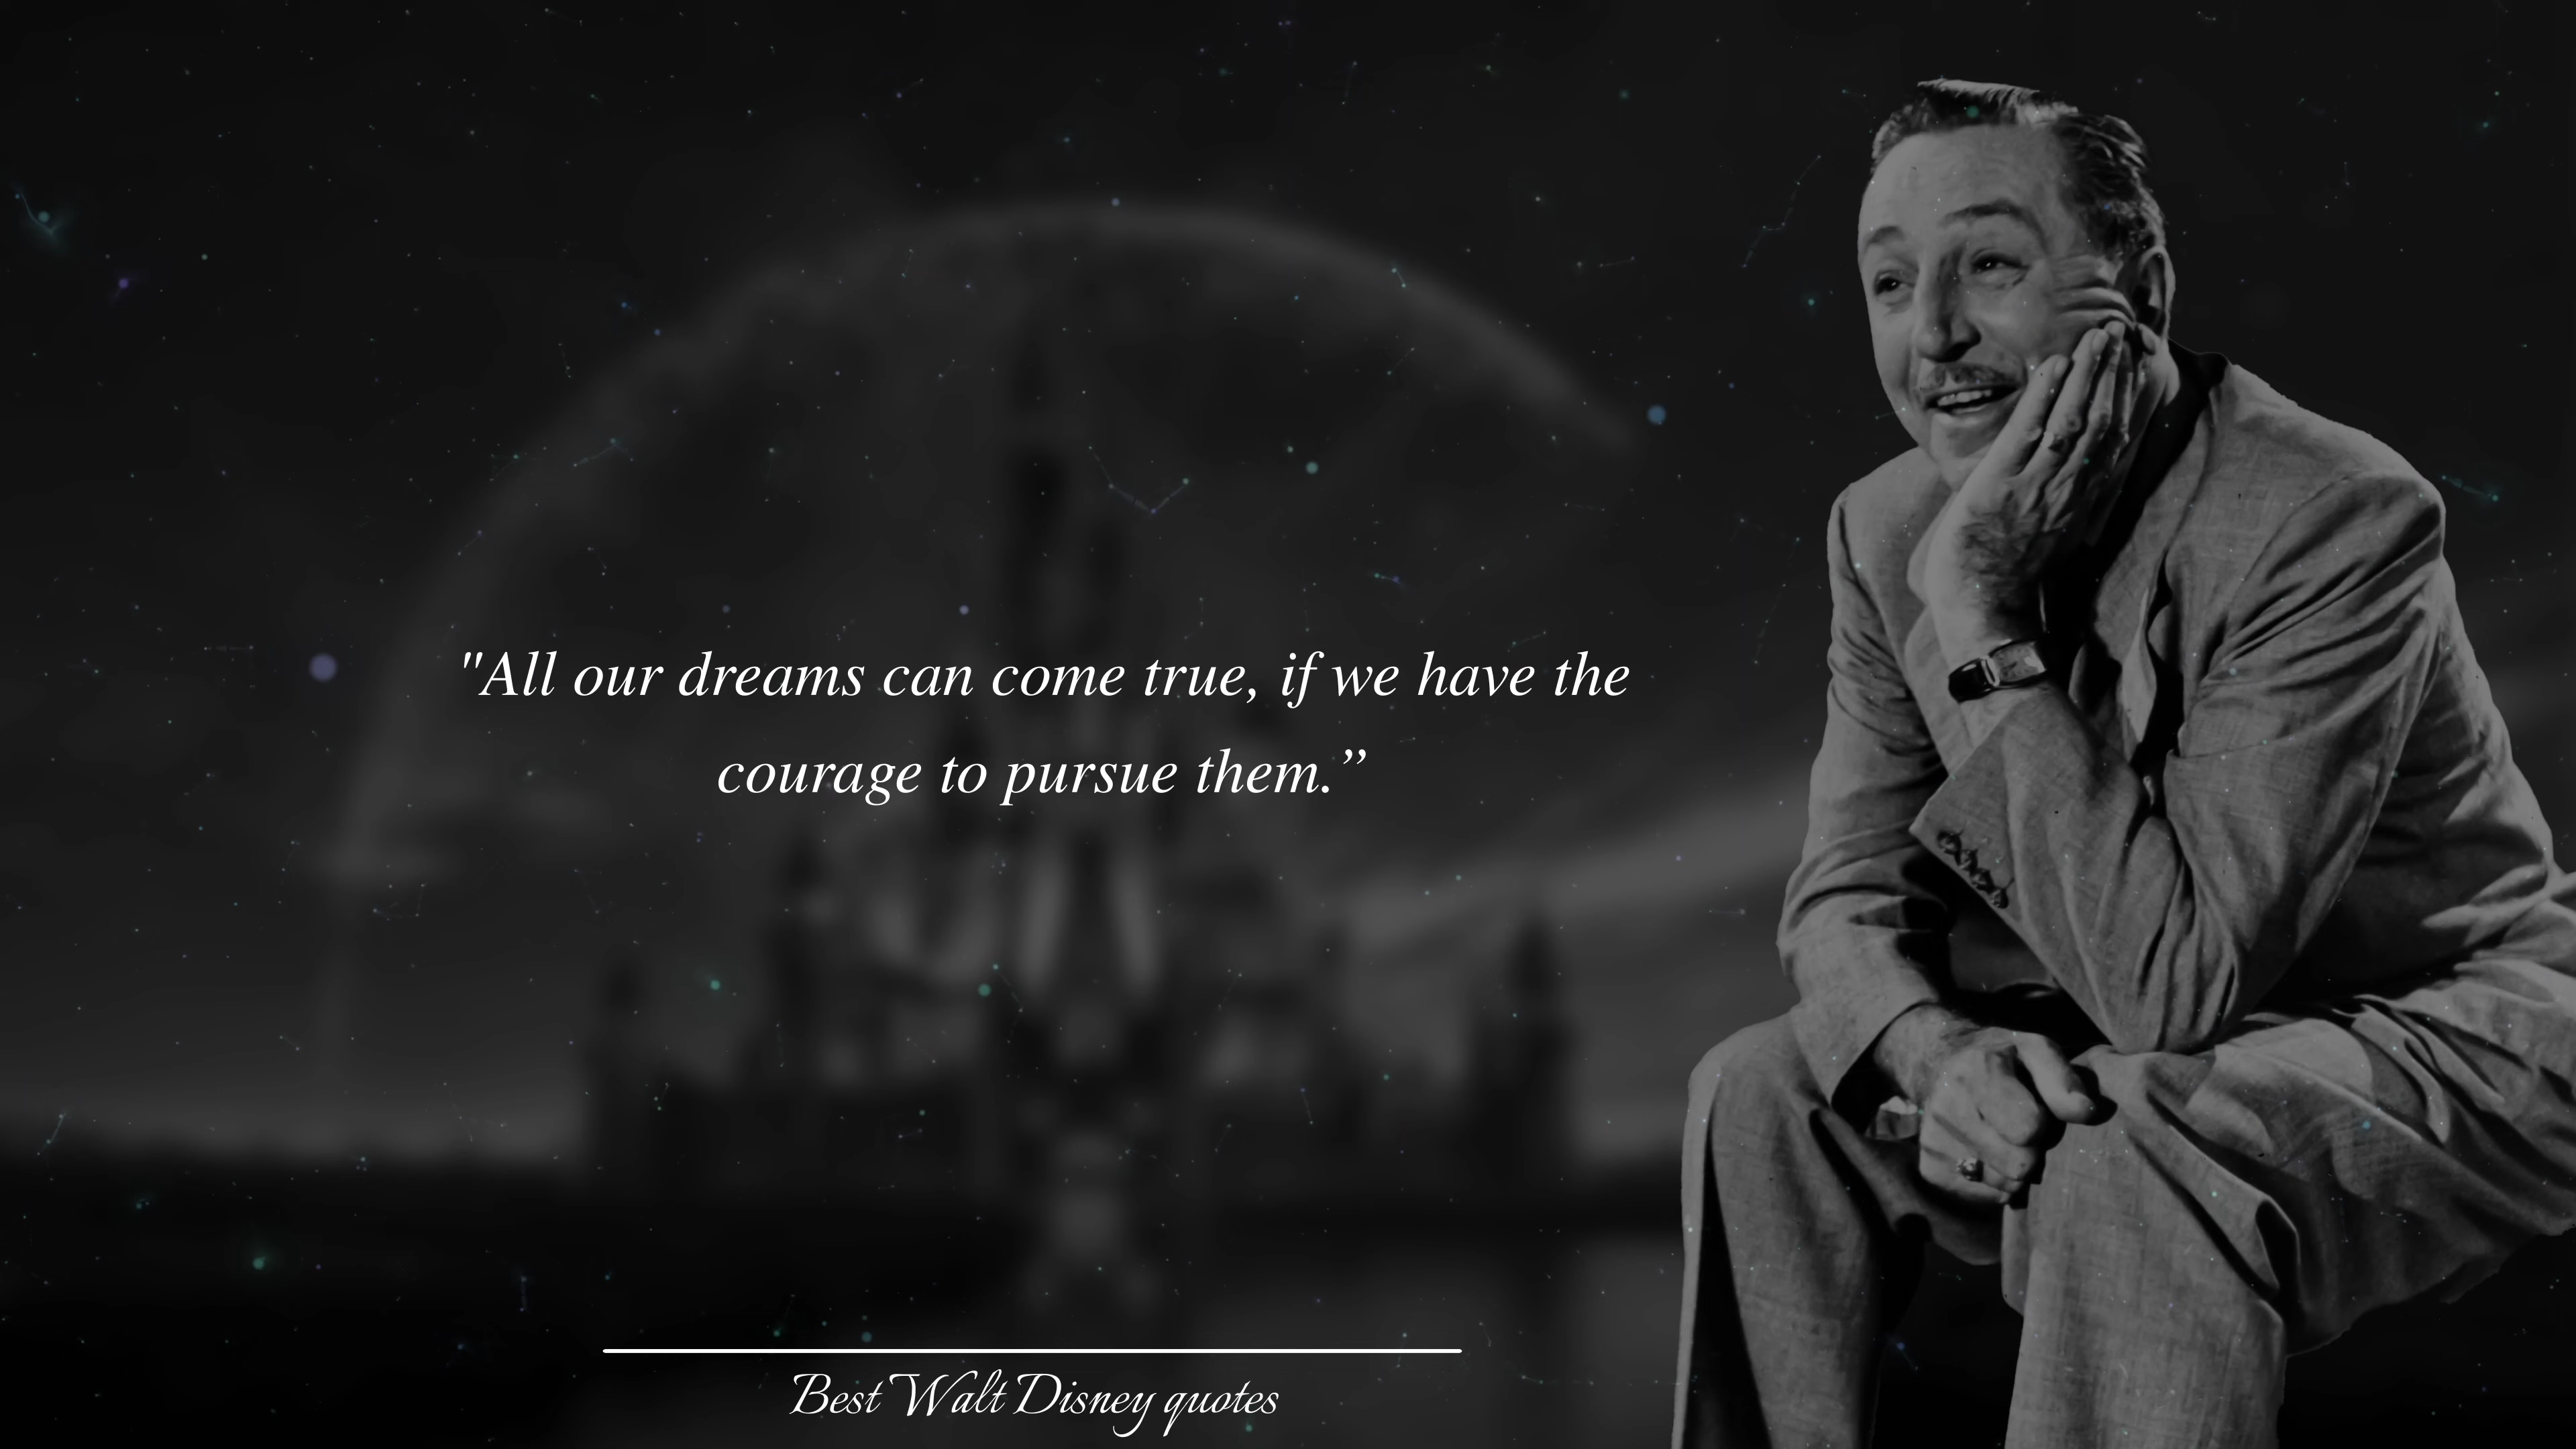 "All our dreams can come true, if we have the
courage to pursue them.”
Best Walt Disney quotes